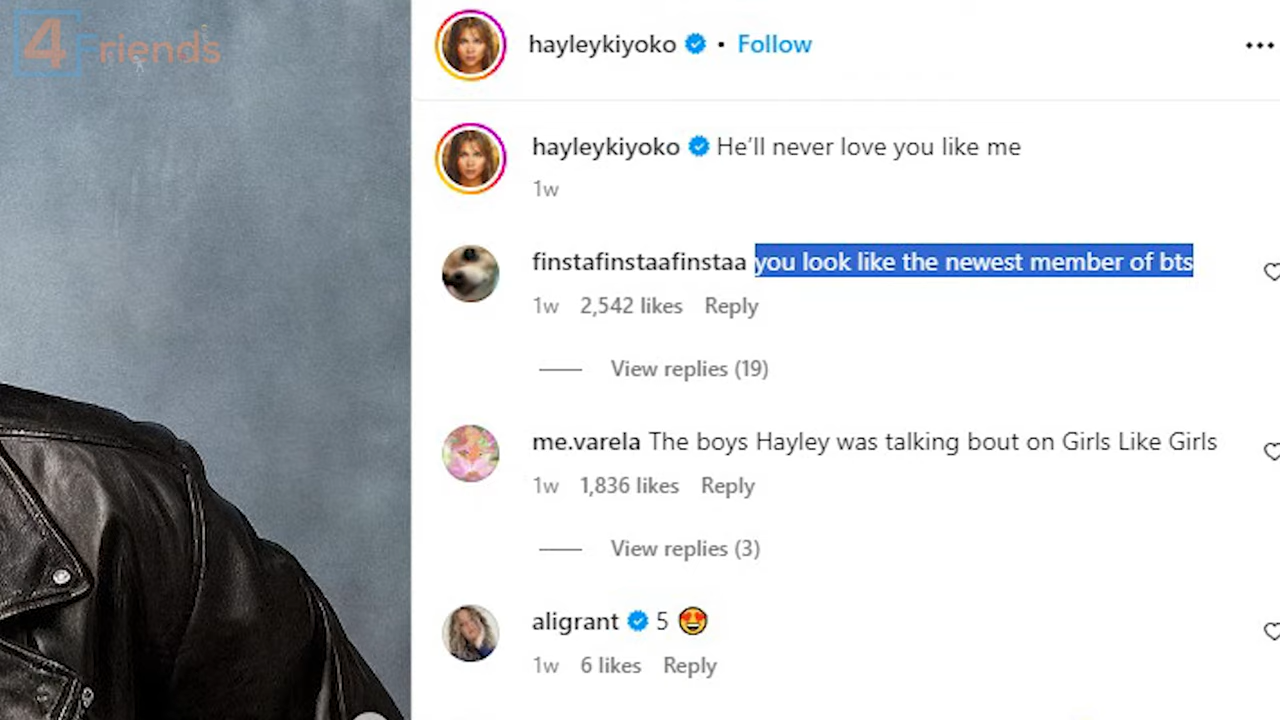 4Friends
hayleykiyoko • Follow
hayleykiyoko He’ll never love you like me
1w
finstafinstaafinstaa you look like the newest member of bts
1w 2,542 likes Reply
View replies (19)
me.varela The boys Hayley was talking bout on Girls Like Girls
1w 1,836 likes Reply
View replies (3)
aligrant 5 😍
1w 6 likes Reply